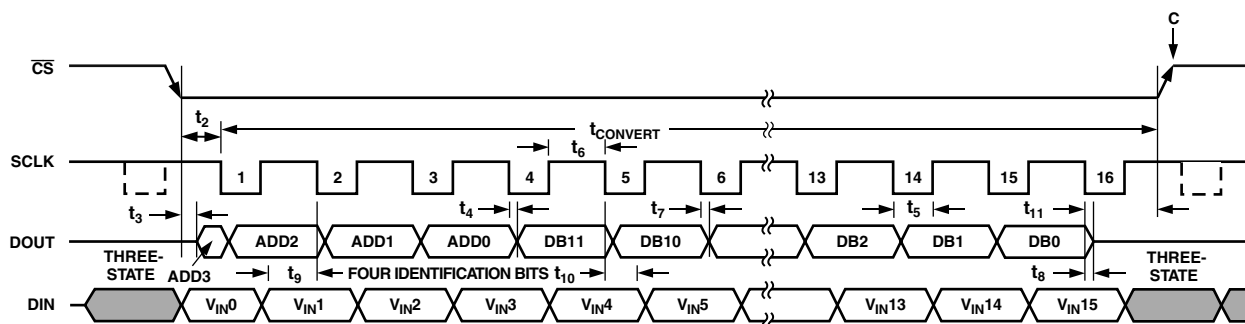 C
CS
t2
tCONVERT
t6
SCLK
1 2 3 4 5 6 13 14 15 16
t3 t4 t7 t5 t11
DOUT
ADD2 ADD1 ADD0 DB11 DB10 DB2 DB1 DB0
THREE-
STATE
ADD3
t9 FOUR IDENTIFICATION BITS t10 t8
THREE-
STATE
DIN
VIN0 VIN1 VIN2 VIN3 VIN4 VIN5 VIN13 VIN14 VIN15